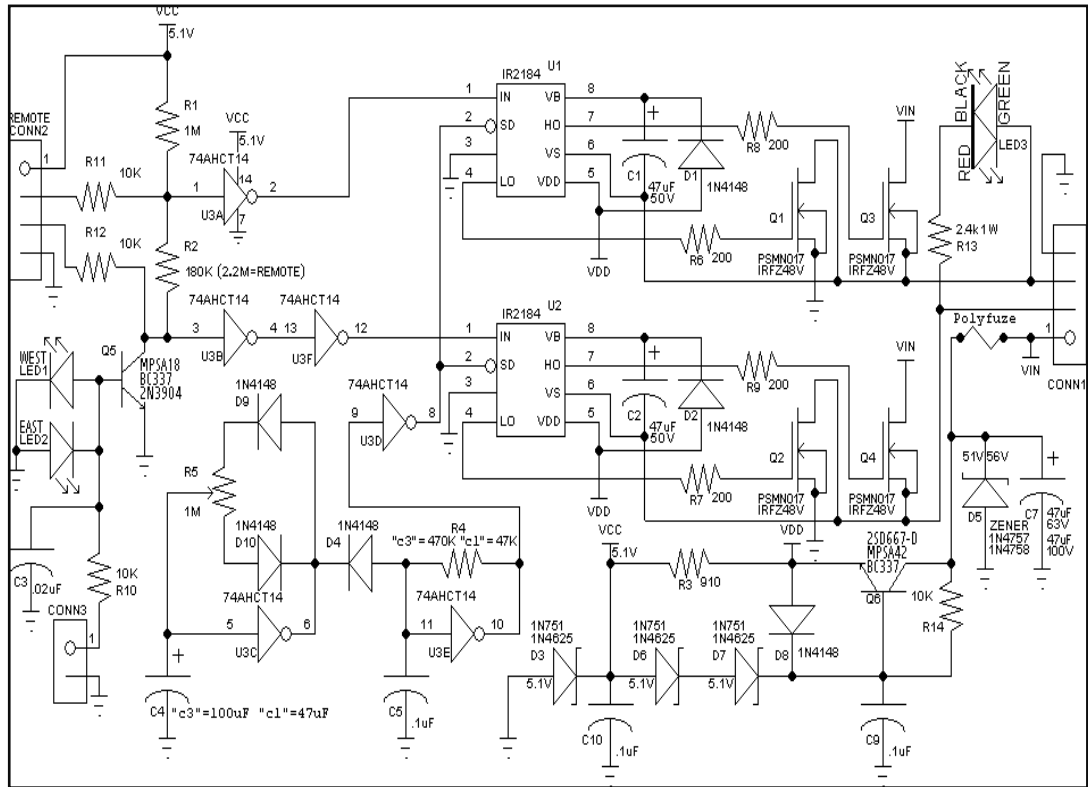 VCC
5.1V
REMOTE
CONN2
1
R1
1M
VCC
5.1V
R11
10K
74AHCT14
14
1
2
U3A
7
R12
10K
R2
180K (2.2M=REMOTE)
U1
IR2184
1
IN
VB
8
2
SD
HO
7
3
VS
6
4
LO
VDD
5
C1
47uF
50V
+
D1
1N4148
R8
200
R6
200
VDD
Q1
PSMN017
IRFZ48V
VIN
Q3
PSMN017
IRFZ48V
RED
BLACK
GREEN
LED3
2.4k1W
R13
Polyfuze
1
VIN
CONN1
74AHCT14
3
4
U3B
74AHCT14
13
12
U3F
U2
IR2184
1
IN
VB
8
2
SD
HO
7
3
VS
6
4
LO
VDD
5
C2
47uF
50V
+
D2
1N4148
R9
200
R7
200
VDD
Q2
PSMN017
IRFZ48V
VIN
Q4
PSMN017
IRFZ48V
WEST
LED1
EAST
LED2
Q5
MPSA18
BC337
2N3904
1N4148
D9
74AHCT14
9
8
U3D
R5
1M
1N4148
D10
D4
1N4148
R4
"c3"=470K "c1"=47K
74AHCT14
5
6
U3C
74AHCT14
11
10
U3E
C3
.02uF
10K
R10
CONN3
1
+
C4
"c3"=100uF "c1"=47uF
C5
.1uF
VCC
5.1V
R3
910
VDD
2SD667-D
MPSA42
BC337
Q6
10K
R14
51V
56V
D5
ZENER
1N4757
1N4758
+
C7
47uF
63V
47uF
100V
1N751
1N4625
D3
5.1V
1N751
1N4625
D6
5.1V
1N751
1N4625
D7
5.1V
D8
1N4148
C10
.1uF
C9
.1uF